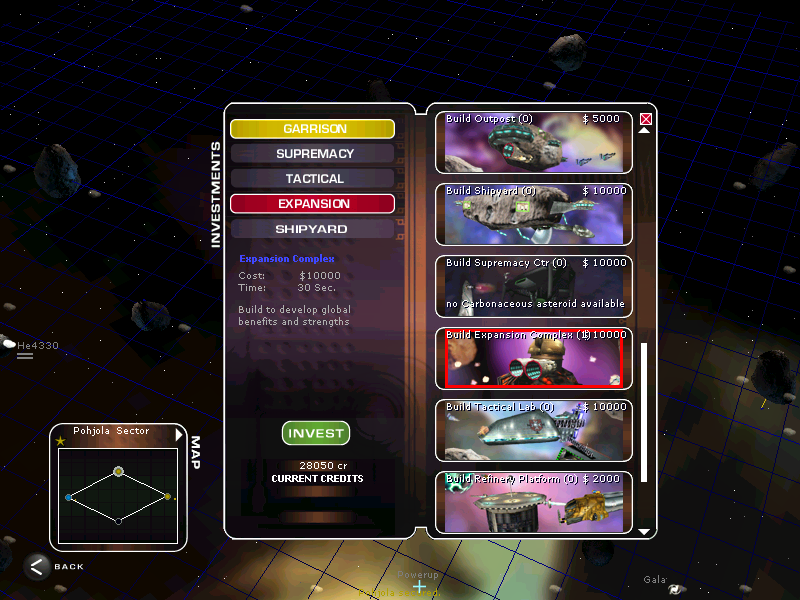 INVESTMENTS
GARRISON
SUPREMACY
TACTICAL
EXPANSION
SHIPYARD
Expansion Complex
Cost: $10000
Time: 30 Sec.
Build to develop global
benefits and strengths
INVEST
28050 cr
CURRENT CREDITS
Build Outpost (0) $ 5000
Build Shipyard (0) $ 10000
Build Supremacy Ctr (0) $ 10000
no Carbonaceous asteroid available
Build Expansion Complex (1) $ 10000
Build Tactical Lab (0) $ 10000
Build Refinery Platform (0) $ 2000
He4330
Pohjola Sector
MAP
BACK
Powerup
Pohjola
Gala